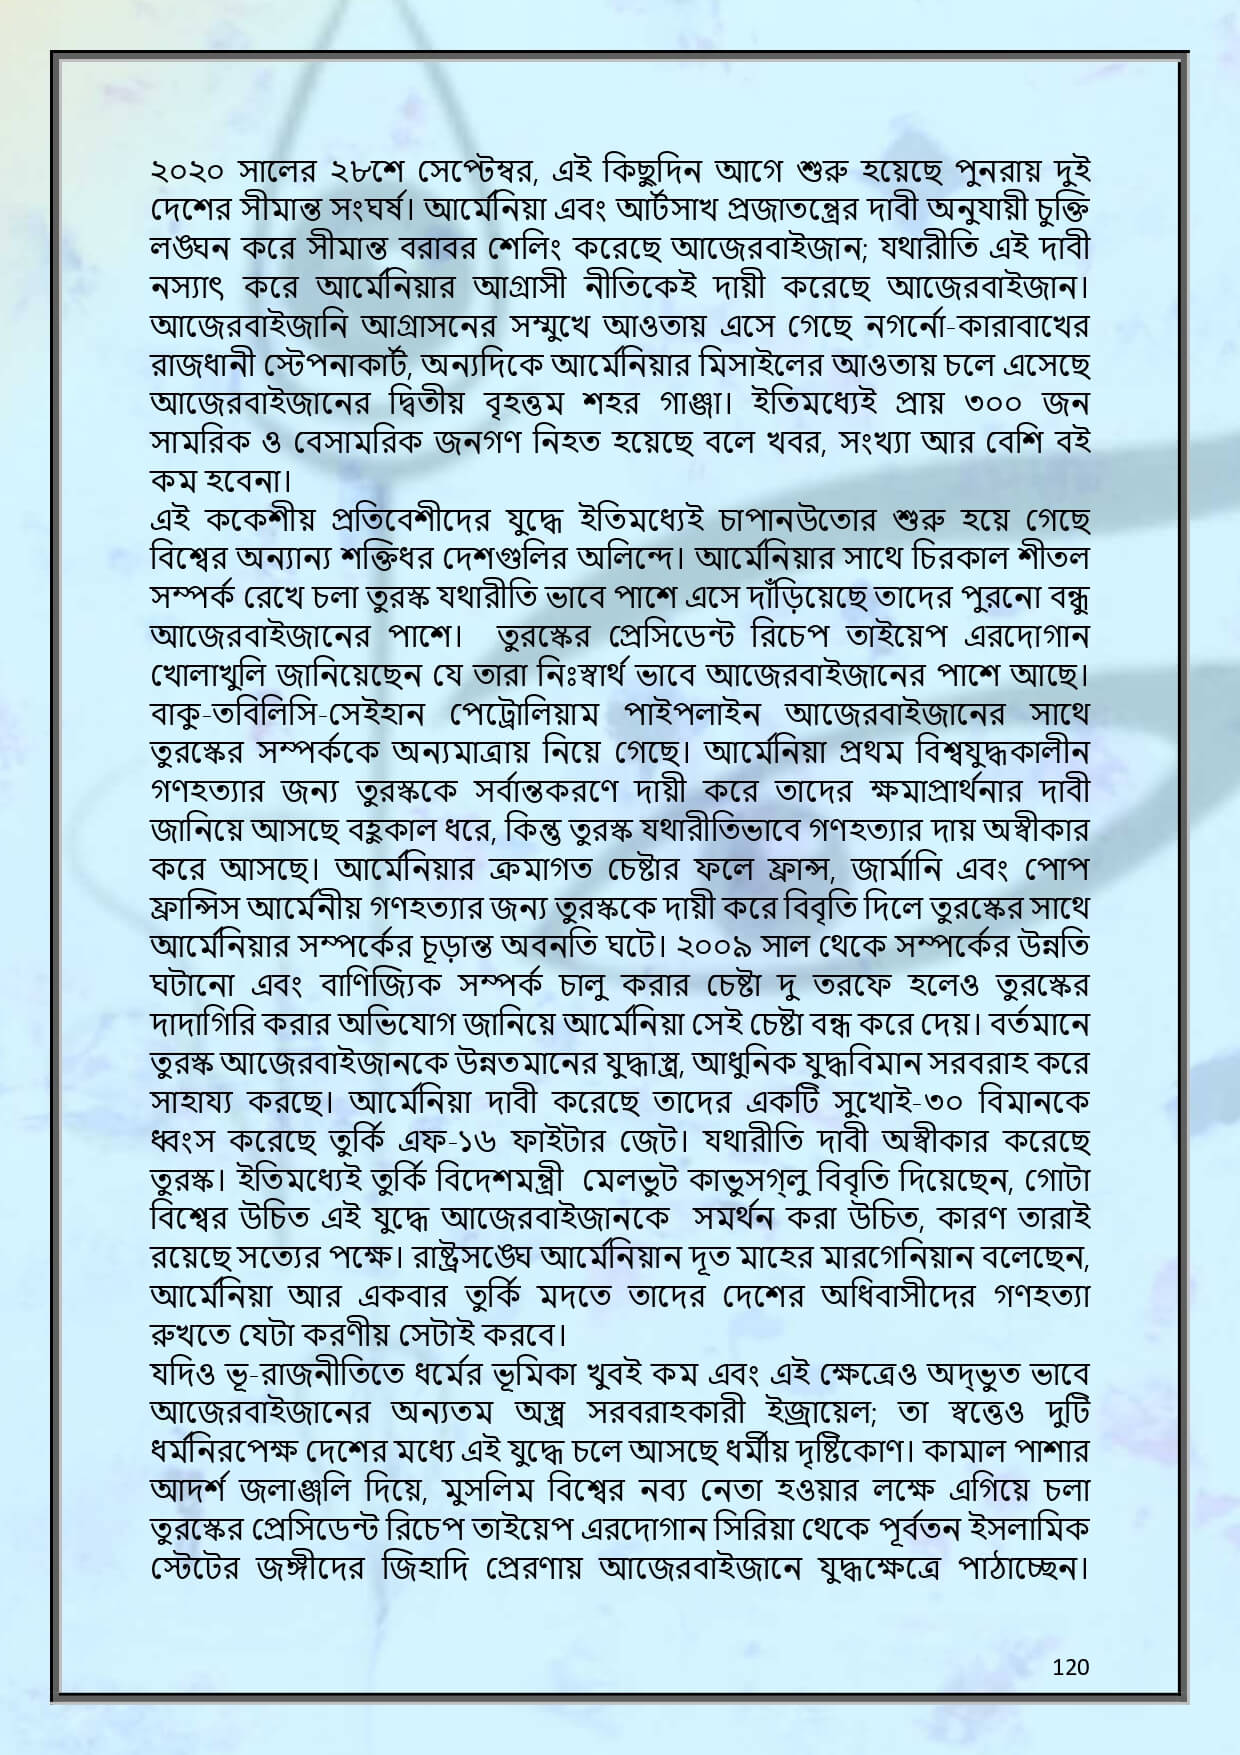 ২০২০ সালের ২৮শে সেপ্টেম্বর, এই কিছুদিন আগে শুরু হয়েছে পুনরায় দুই
দেশের সীমান্ত সংঘর্ষ। আর্মেনিয়া এবং আর্টসাখ প্রজাতন্ত্রের দাবী অনুযায়ী চুক্তি
লঙ্ঘন করে সীমান্ত বরাবর শেলিং করেছে আজেরবাইজান; যথারীতি এই দাবী
নস্যাৎ করে আর্মেনিয়ার আগ্রাসী নীতিকেই দায়ী করেছে আজেরবাইজান।
আজেরবাইজানি আগ্রাসনের সম্মুখে আওতায় এসে গেছে নগর্নো-কারাবাখের
রাজধানী স্টেপনাকার্ট, অন্যদিকে আর্মেনিয়ার মিসাইলের আওতায় চলে এসেছে
আজেরবাইজানের দ্বিতীয় বৃহত্তম শহর গাঞ্জা। ইতিমধ্যেই প্রায় ৩০০ জন
সামরিক ও বেসামরিক জনগণ নিহত হয়েছে বলে খবর, সংখ্যা আর বেশি বই
কম হবেনা।
এই ককেশীয় প্রতিবেশীদের যুদ্ধে ইতিমধ্যেই চাপানউতোর শুরু হয়ে গেছে
বিশ্বের অন্যান্য শক্তিধর দেশগুলির অলিন্দে। আর্মেনিয়ার সাথে চিরকাল শীতল
সম্পর্ক রেখে চলা তুরস্ক যথারীতি ভাবে পাশে এসে দাঁড়িয়েছে তাদের পুরনো বন্ধু
আজেরবাইজানের পাশে।  তুরস্কের প্রেসিডেন্ট রিচেপ তাইয়েপ এরদোগান
খোলাখুলি জানিয়েছেন যে তারা নিঃস্বার্থ ভাবে আজেরবাইজানের পাশে আছে।
বাকু-তবিলিসি-সেইহান পেট্রোলিয়াম পাইপলাইন আজেরবাইজানের সাথে
তুরস্কের সম্পর্ককে অন্যমাত্রায় নিয়ে গেছে। আর্মেনিয়া প্রথম বিশ্বযুদ্ধকালীন
গণহত্যার জন্য তুরস্ককে সর্বান্তকরণে দায়ী করে তাদের ক্ষমাপ্রার্থনার দাবী
জানিয়ে আসছে বহুকাল ধরে, কিন্তু তুরস্ক যথারীতিভাবে গণহত্যার দায় অস্বীকার
করে আসছে। আর্মেনিয়ার ক্রমাগত চেষ্টার ফলে ফ্রান্স, জার্মানি এবং পোপ
ফ্রান্সিস আর্মেনীয় গণহত্যার জন্য তুরস্ককে দায়ী করে বিবৃতি দিলে তুরস্কের সাথে
আর্মেনিয়ার সম্পর্কের চূড়ান্ত অবনতি ঘটে। ২০০৯ সাল থেকে সম্পর্কের উন্নতি
ঘটানো এবং বাণিজ্যিক সম্পর্ক চালু করার চেষ্টা দু তরফে হলেও তুরস্কের
দাদাগিরি করার অভিযোগ জানিয়ে আর্মেনিয়া সেই চেষ্টা বন্ধ করে দেয়। বর্তমানে
তুরস্ক আজেরবাইজানকে উন্নতমানের যুদ্ধাস্ত্র, আধুনিক যুদ্ধবিমান সরবরাহ করে
সাহায্য করছে। আর্মেনিয়া দাবী করেছে তাদের একটি সুখোই-৩০ বিমানকে
ধ্বংস করেছে তুর্কি এফ-১৬ ফাইটার জেট। যথারীতি দাবী অস্বীকার করেছে
তুরস্ক। ইতিমধ্যেই তুর্কি বিদেশমন্ত্রী  মেলভুট কাভুসগ্‌লু বিবৃতি দিয়েছেন, গোটা
বিশ্বের উচিত এই যুদ্ধে আজেরবাইজানকে  সমর্থন করা উচিত, কারণ তারাই
রয়েছে সত্যের পক্ষে। রাষ্ট্রসঙ্ঘে আর্মেনিয়ান দূত মাহের মারগেনিয়ান বলেছেন,
আর্মেনিয়া আর একবার তুর্কি মদতে তাদের দেশের অধিবাসীদের গণহত্যা
রুখতে যেটা করণীয় সেটাই করবে।
যদিও ভূ-রাজনীতিতে ধর্মের ভূমিকা খুবই কম এবং এই ক্ষেত্রেও অদ্ভুত ভাবে
আজেরবাইজানের অন্যতম অস্ত্র সরবরাহকারী ইজ্রায়েল; তা স্বত্তেও দুটি
ধর্মনিরপেক্ষ দেশের মধ্যে এই যুদ্ধে চলে আসছে ধর্মীয় দৃষ্টিকোণ। কামাল পাশার
আদর্শ জলাঞ্জলি দিয়ে, মুসলিম বিশ্বের নব্য নেতা হওয়ার লক্ষে এগিয়ে চলা
তুরস্কের প্রেসিডেন্ট রিচেপ তাইয়েপ এরদোগান সিরিয়া থেকে পূর্বতন ইসলামিক
স্টেটের জঙ্গীদের জিহাদি প্রেরণায় আজেরবাইজানে যুদ্ধক্ষেত্রে পাঠাচ্ছেন।
120